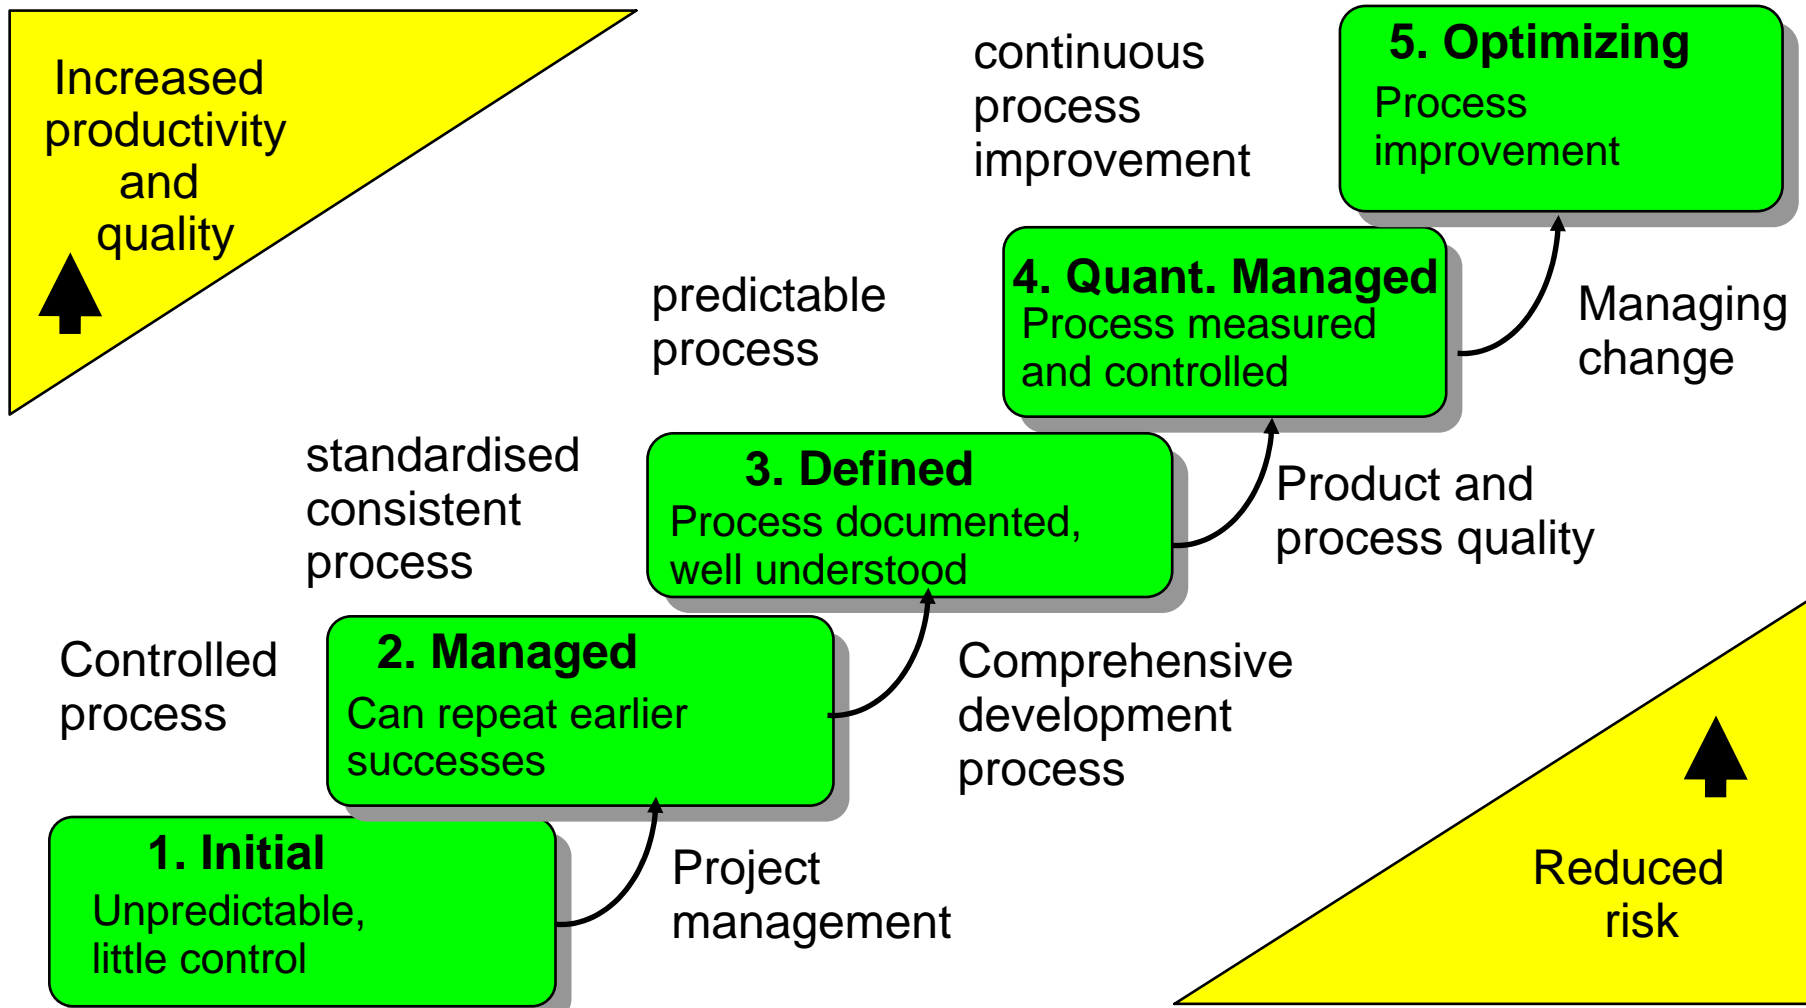 Increased
productivity
and
quality
continuous
process
improvement
5. Optimizing
Process
improvement
predictable
process
4. Quant. Managed
Process measured
and controlled
Managing
change
standardised
consistent
process
3. Defined
Process documented,
well understood
Product and
process quality
Controlled
process
2. Managed
Can repeat earlier
successes
Comprehensive
development
process
1. Initial
Unpredictable,
little control
Project
management
Reduced
risk